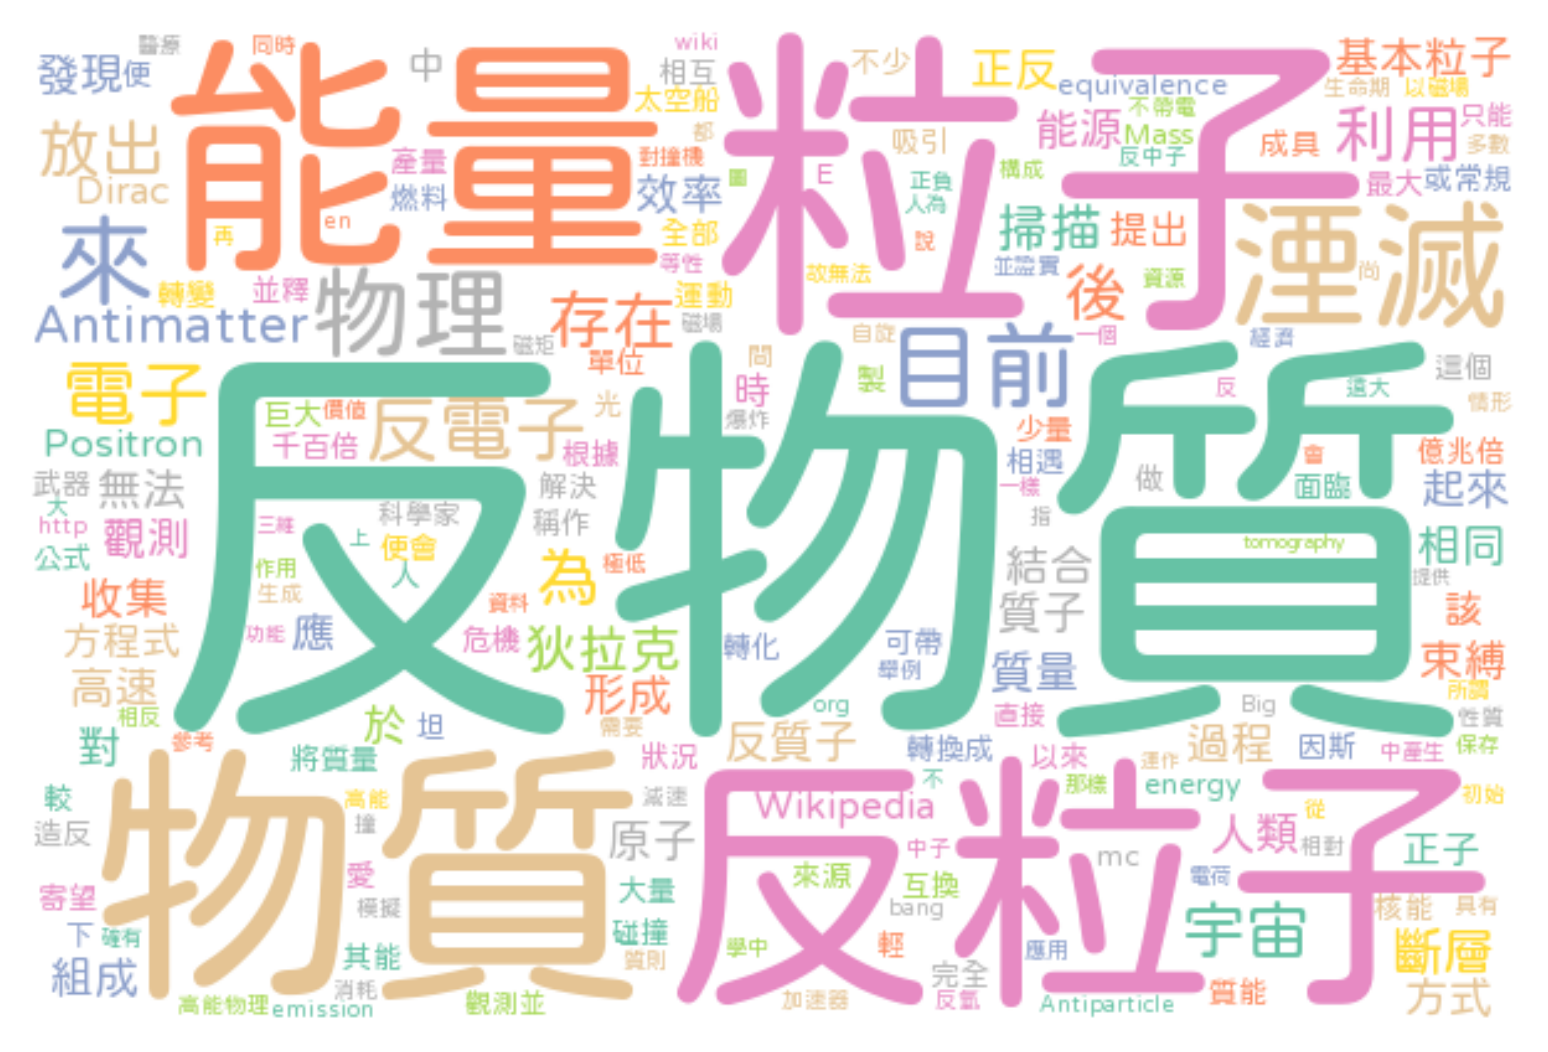 醫療
同時
wiki
發現
便
能量
中
相互
太空船
粒子
不少
正反
equivalence
基本粒子
生命期
以磁場
不帶電
放出
Dirac
產量
燃料
en
再
都
對撞機
效率
圖
E
吸引
正負
人為
構成
能源
Mass
反中子
成具
利用
只能
多數
最大
或常規
來
轉變
並釋
Antimatter
物理
全部
等性
說
掃描
提出
並證實
故無法
後
資源
湮滅
尚
存在
運動
磁場
磁矩
單位
自旋
目前
一個
經濟
電子
Positron
巨大
價值
千百倍
反電子
光
根據
間
時
爆炸
製
少量
相遇
一樣
反
遠大
這個
情形
億兆倍
反物質
武器
大
http
無法
觀測
公式
三維
科學家
上
使會
人
解決
稱作
作用
生成
為
極低
指
做
會
面臨
起來
tomography
相同
提供
收集
方程式
高速
相反
功能
應
資料
危機
狄拉克
形成
轉化
可帶
舉例
結合
質子
質量
直接
該
束縛
所謂
性質
對
參考
於
坦
將質量
需要
狀況
org
反質子
轉換成
以來
Big
過程
運作
因斯
中產生
保存
較
造反
物質
高能
撞
減速
原子
反粒子
Wikipedia
不
那樣
energy
從
初始
人類
相對
正子
寄望
下
確有
組成
愛
模擬
其能
消耗
大量
碰撞
質則
來源
中子
互換
bang
mc
電荷
宇宙
核能
具有
斷層
方式
高能物理
emission
觀測並
學中
加速器
輕
完全
反氫
應用
Antiparticle
質能